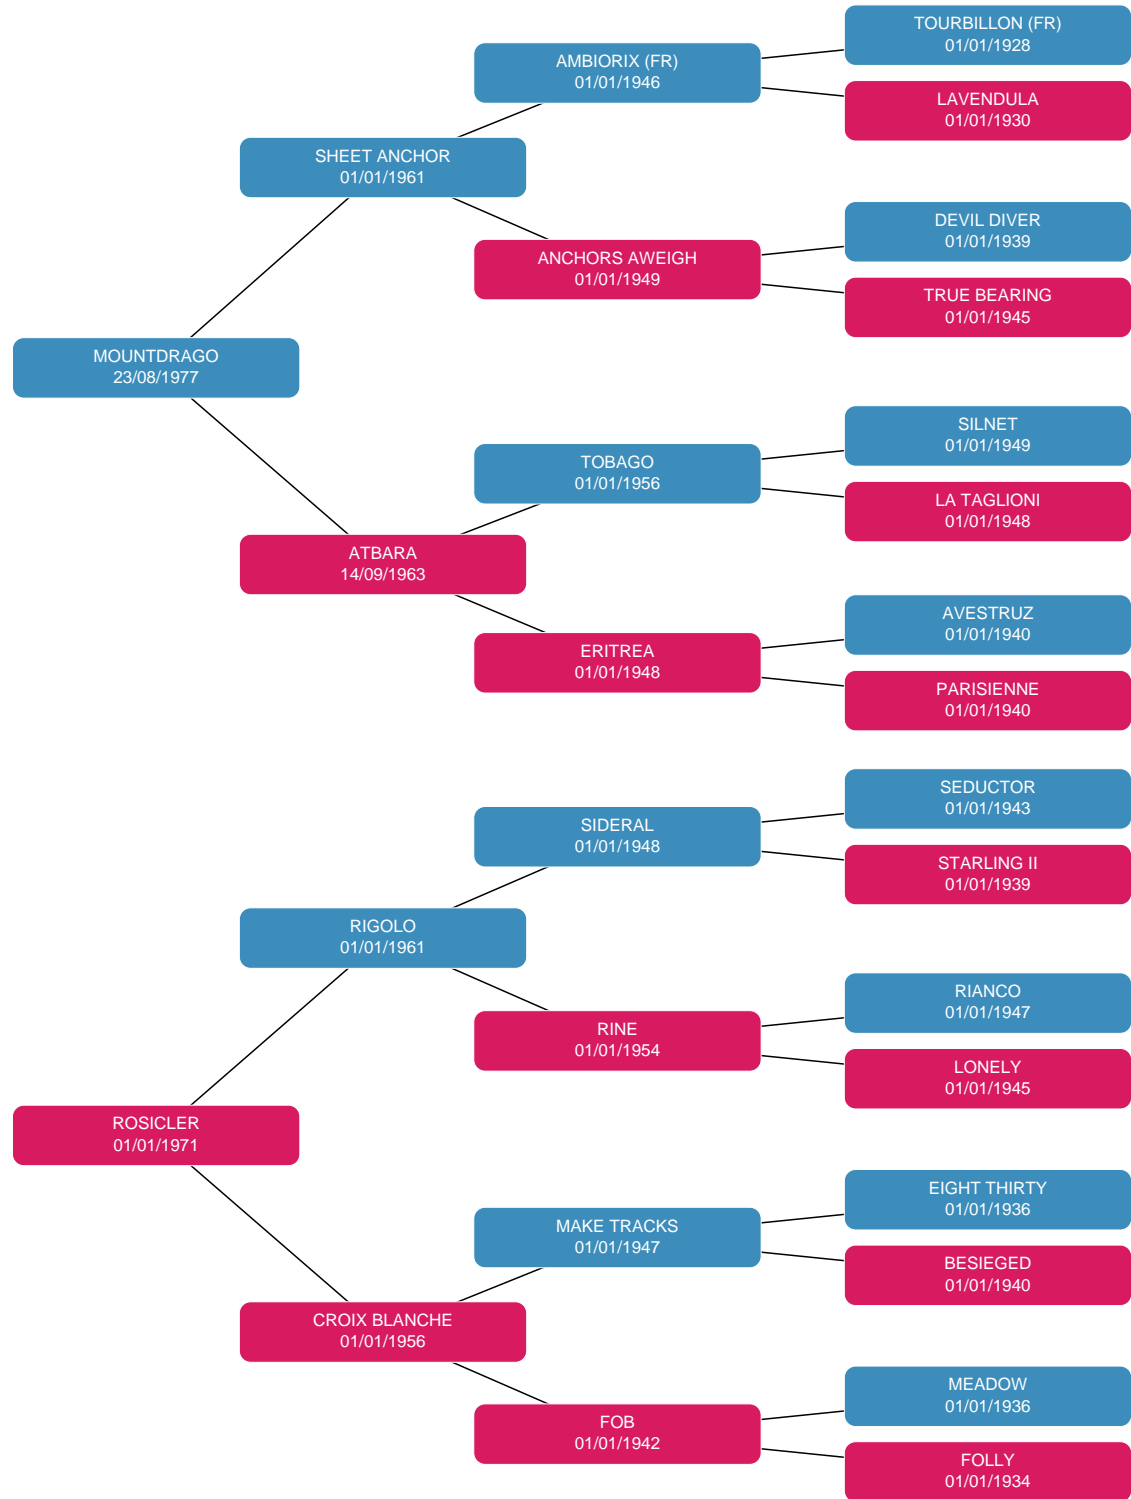 TOURBILLON (FR)
01/01/1928
AMBIORIX (FR)
01/01/1946
LAVENDULA
01/01/1930
SHEET ANCHOR
01/01/1961
DEVIL DIVER
01/01/1939
ANCHORS AWEIGH
01/01/1949
TRUE BEARING
01/01/1945
MOUNTDRAGO
23/08/1977
SILNET
01/01/1949
TOBAGO
01/01/1956
LA TAGLIONI
01/01/1948
ATBARA
14/09/1963
AVESTRUZ
01/01/1940
ERITREA
01/01/1948
PARISIENNE
01/01/1940
SEDUCTOR
01/01/1943
SIDERAL
01/01/1948
STARLING II
01/01/1939
RIGOLO
01/01/1961
RIANCO
01/01/1947
RINE
01/01/1954
LONELY
01/01/1945
ROSICLER
01/01/1971
EIGHT THIRTY
01/01/1936
MAKE TRACKS
01/01/1947
BESIEGED
01/01/1940
CROIX BLANCHE
01/01/1956
MEADOW
01/01/1936
FOB
01/01/1942
FOLLY
01/01/1934